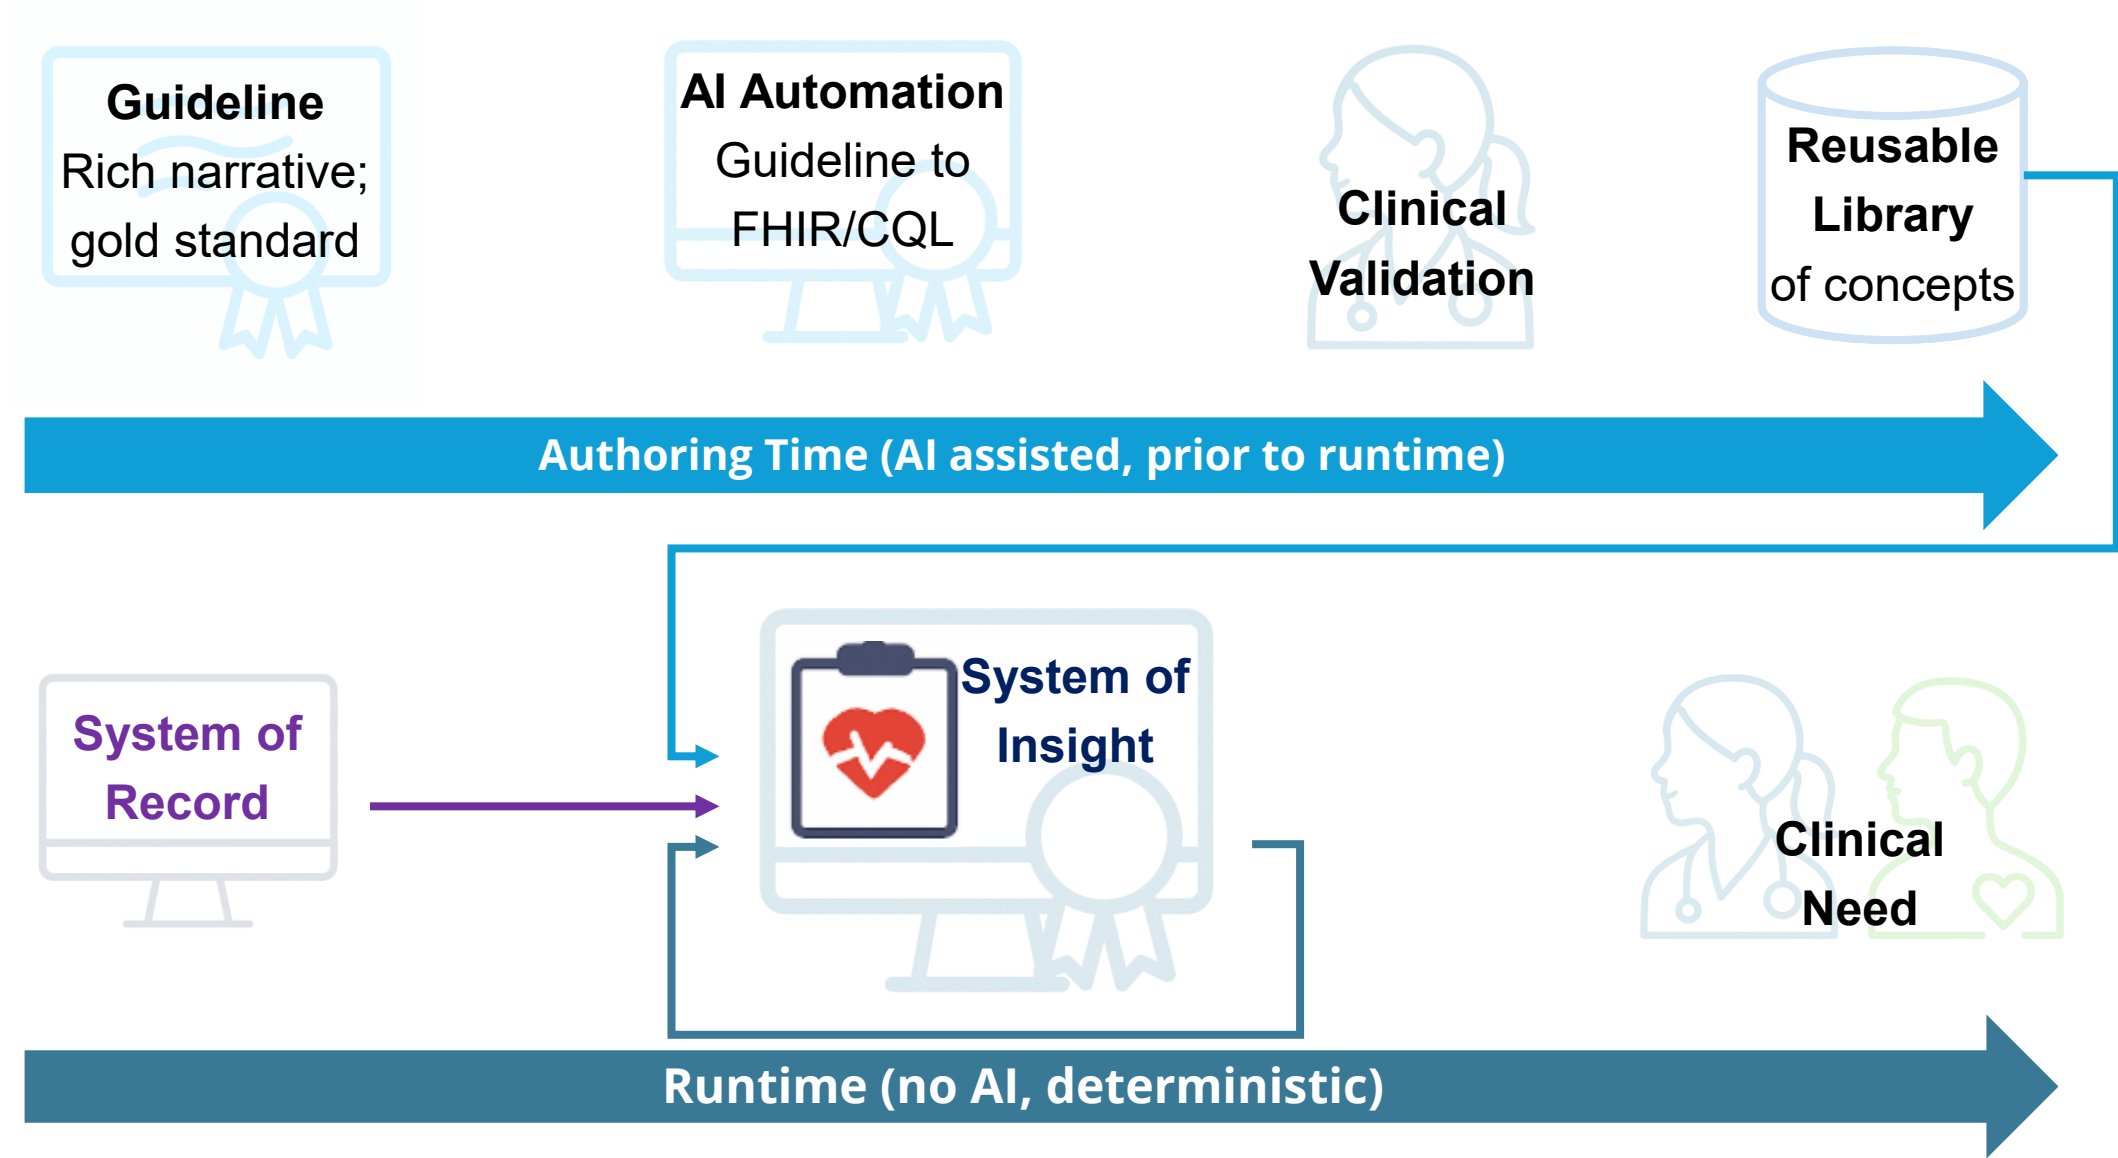 Guideline
Rich narrative;
gold standard
AI Automation
Guideline to
FHIR/CQL
Clinical
Validation
Reusable
Library
of concepts
Authoring Time (AI assisted, prior to runtime)
System of
Record
System of
Insight
Clinical
Need
Runtime (no AI, deterministic)